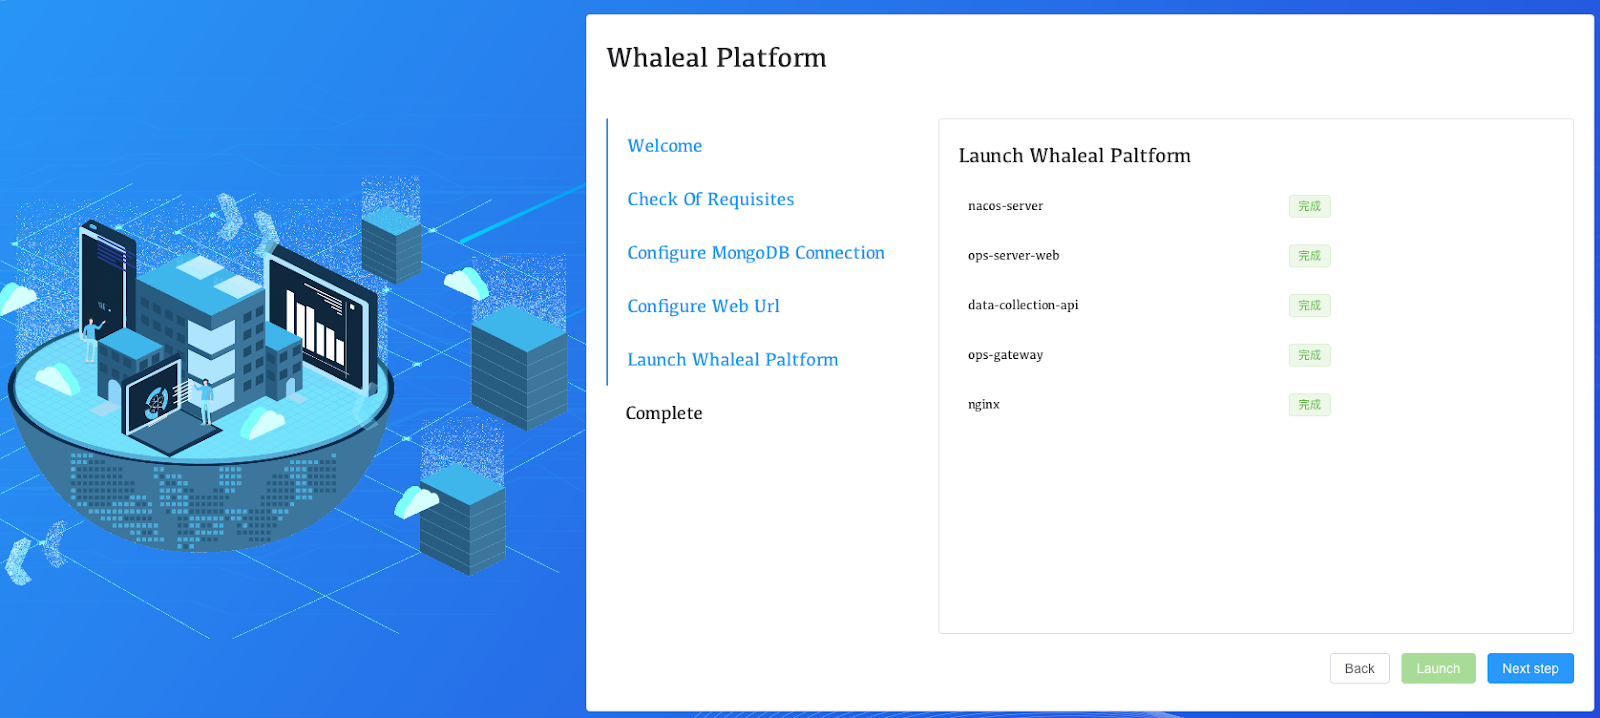 Whaleal Platform
Welcome
Check Of Requisites
Configure MongoDB Connection
Configure Web Url
Launch Whaleal Paltform
Complete
Launch Whaleal Paltform
nacos-server 完成
ops-server-web 完成
data-collection-api 完成
ops-gateway 完成
nginx 完成
Back Launch Next step